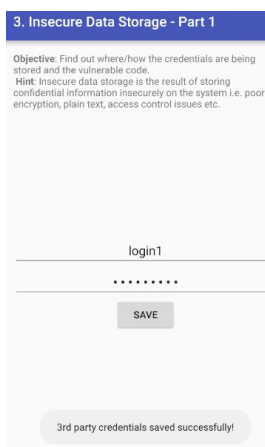 3. Insecure Data Storage - Part 1
Objective: Find out where/how the credentials are being
stored and the vulnerable code.
Hint: Insecure data storage is the result of storing
confidential information insecurely on the system i.e. poor
encryption, plain text, access control issues etc.
login1
•••••••••
SAVE
3rd party credentials saved successfully!